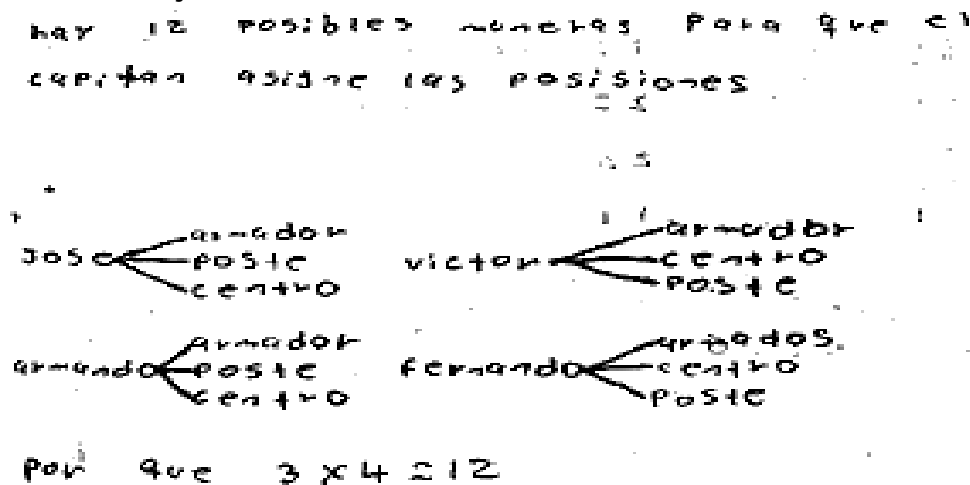 hay 12 posibles maneras para que el
capitan asigne las posisiones
jose armador
poste
centro
victor armador
centro
poste
armando armador
poste
centro
fernando armados
centro
poste
por que 3 x 4 = 12